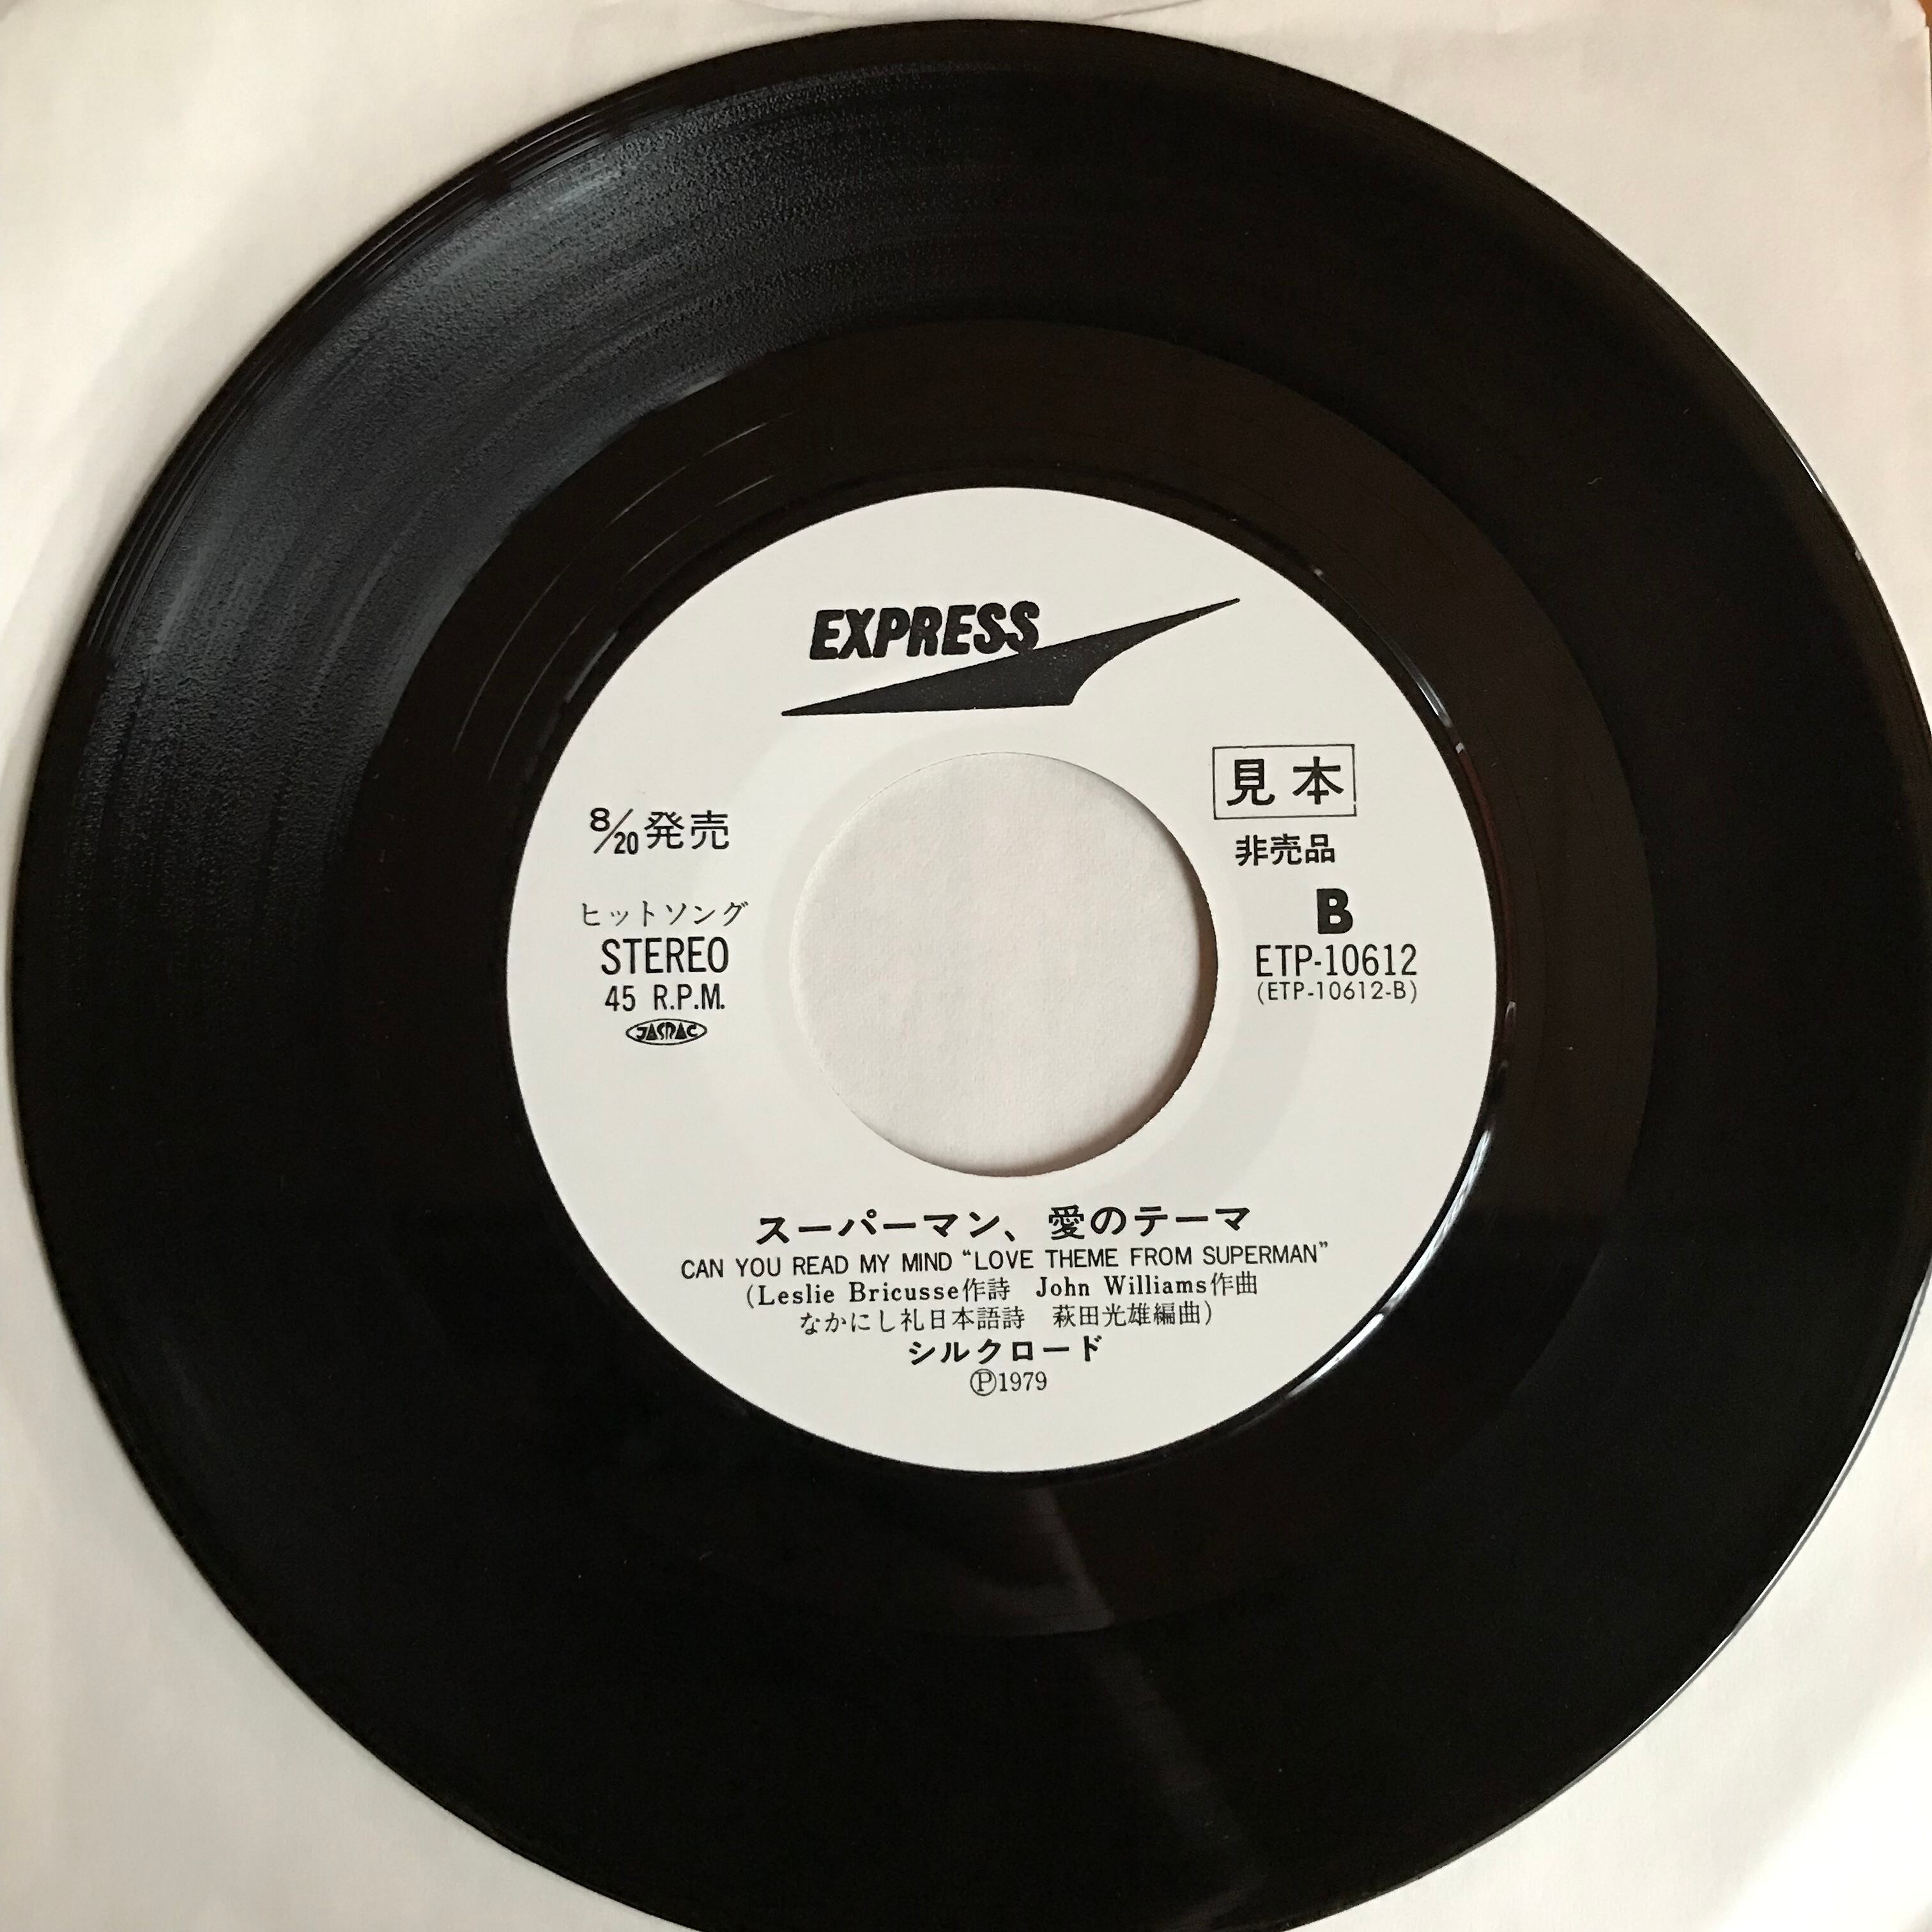 EXPRESS
見本
非売品
8/20発売
ヒットソング
STEREO
45 R.P.M.
JASRAC
B
ETP-10612
(ETP-10612-B)
スーパーマン、愛のテーマ
CAN YOU READ MY MIND “LOVE THEME FROM SUPERMAN”
(Leslie Bricusse作詩 John Williams作曲
なかにし礼日本語詩 萩田光雄編曲)
シルクロード
Ⓟ1979